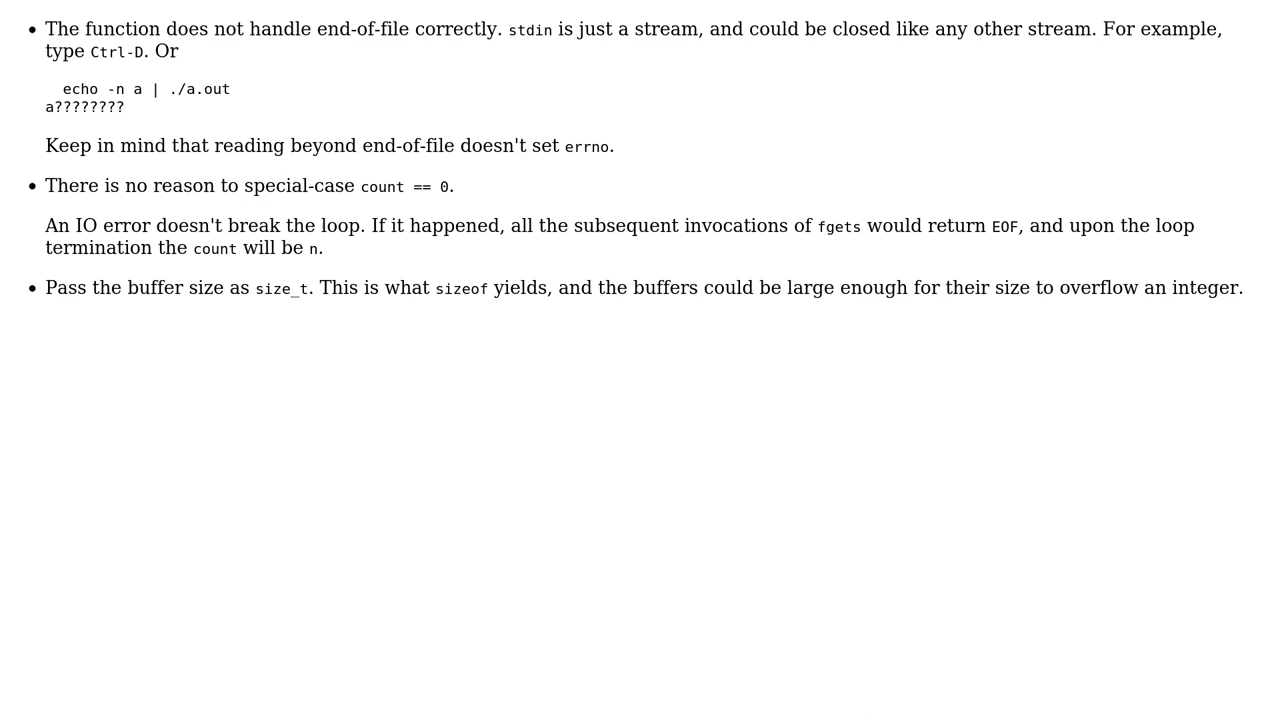 • The function does not handle end-of-file correctly. stdin is just a stream, and could be closed like any other stream. For example,
type Ctrl-D. Or
echo -n a | ./a.out
a????????
Keep in mind that reading beyond end-of-file doesn't set errno.
• There is no reason to special-case count == 0.
An IO error doesn't break the loop. If it happened, all the subsequent invocations of fgets would return EOF, and upon the loop
termination the count will be n.
• Pass the buffer size as size_t. This is what sizeof yields, and the buffers could be large enough for their size to overflow an integer.